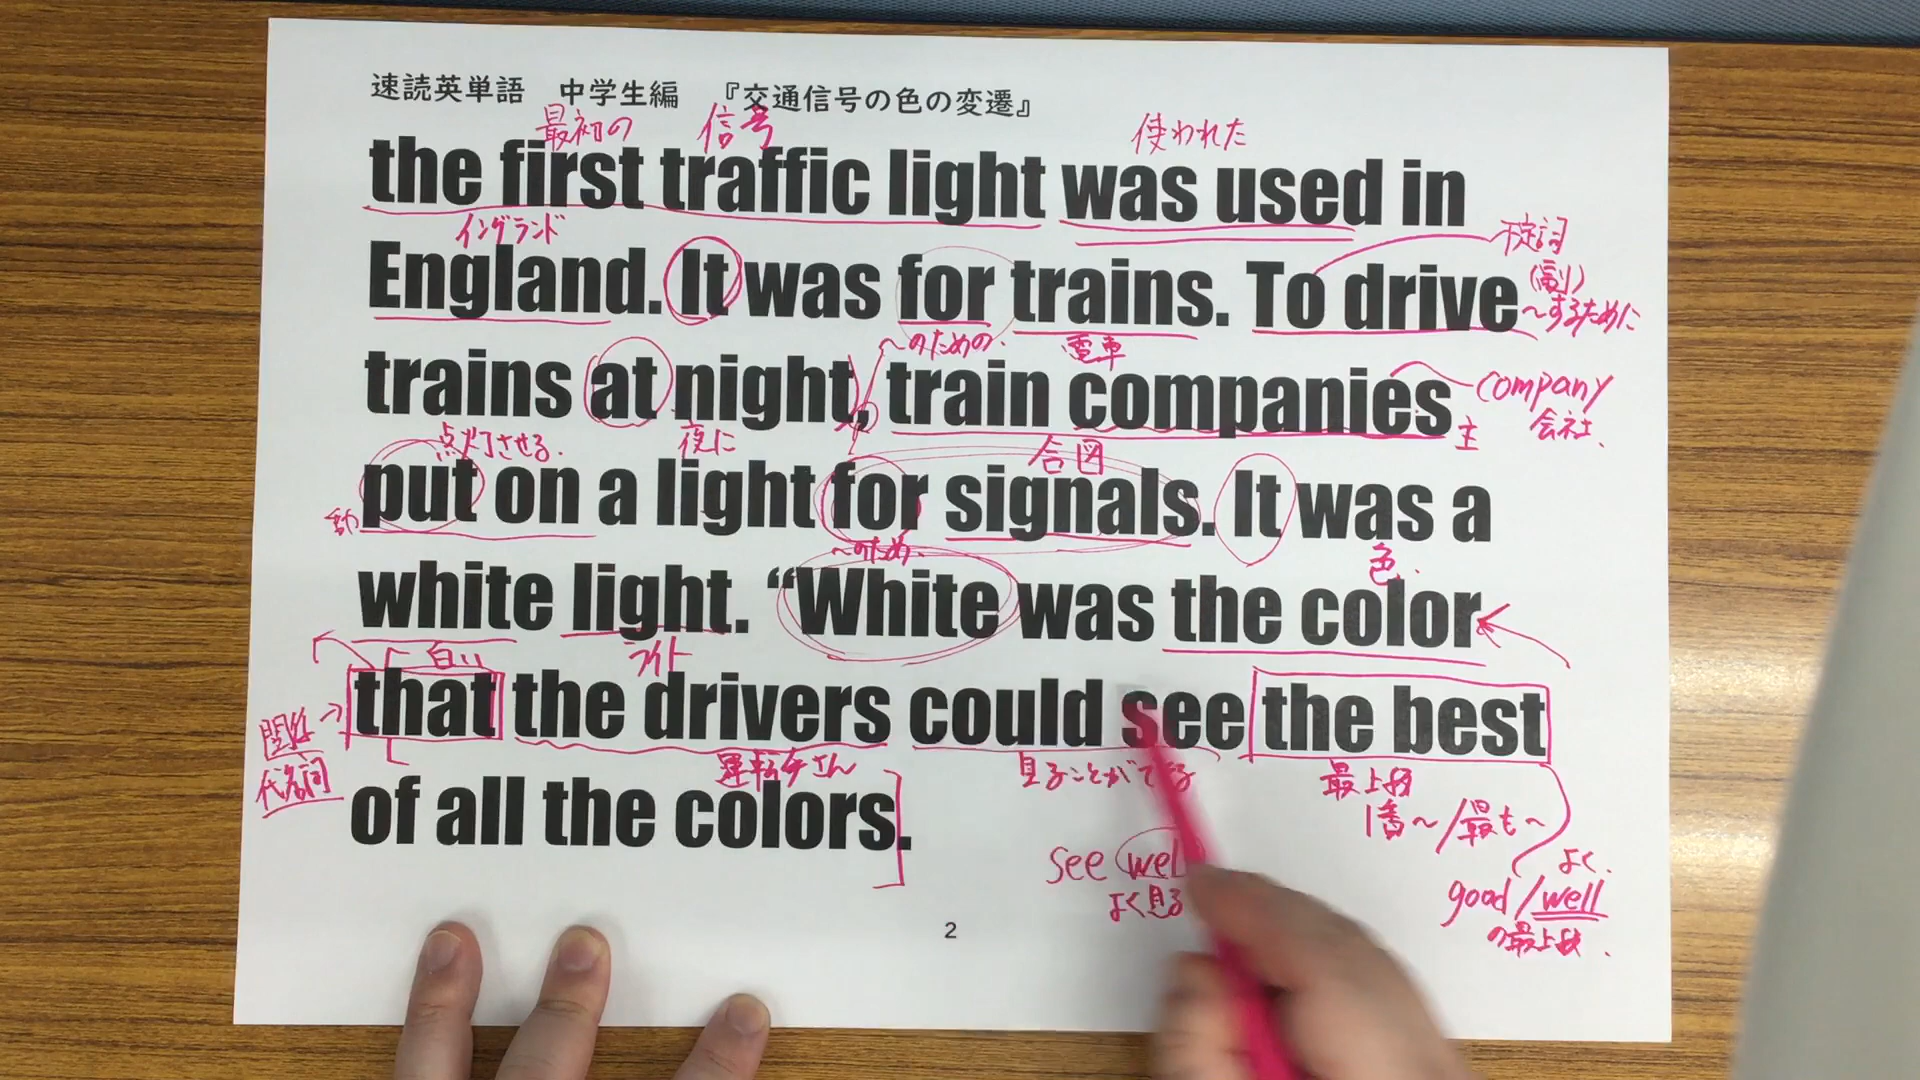 速読英単語 中学生編 『交通信号の色の変遷』
最初の 信号 使われた
the first traffic light was used in
イングランド 不定詞
England. It was for trains. To drive
(副)
~するために
~のための. 電車
trains at night, train companies
company
会社.
主
点灯させる. 夜に 合図
put on a light for signals. It was a
動
~のため. 色.
white light. “White was the color
白い ライト
that the drivers could see the best
関係
代名詞
運転手さん 見ることができる 最上級
1番~/最も~
of all the colors.
see wel
よく見る
よく.
good/well
の最上級.
2